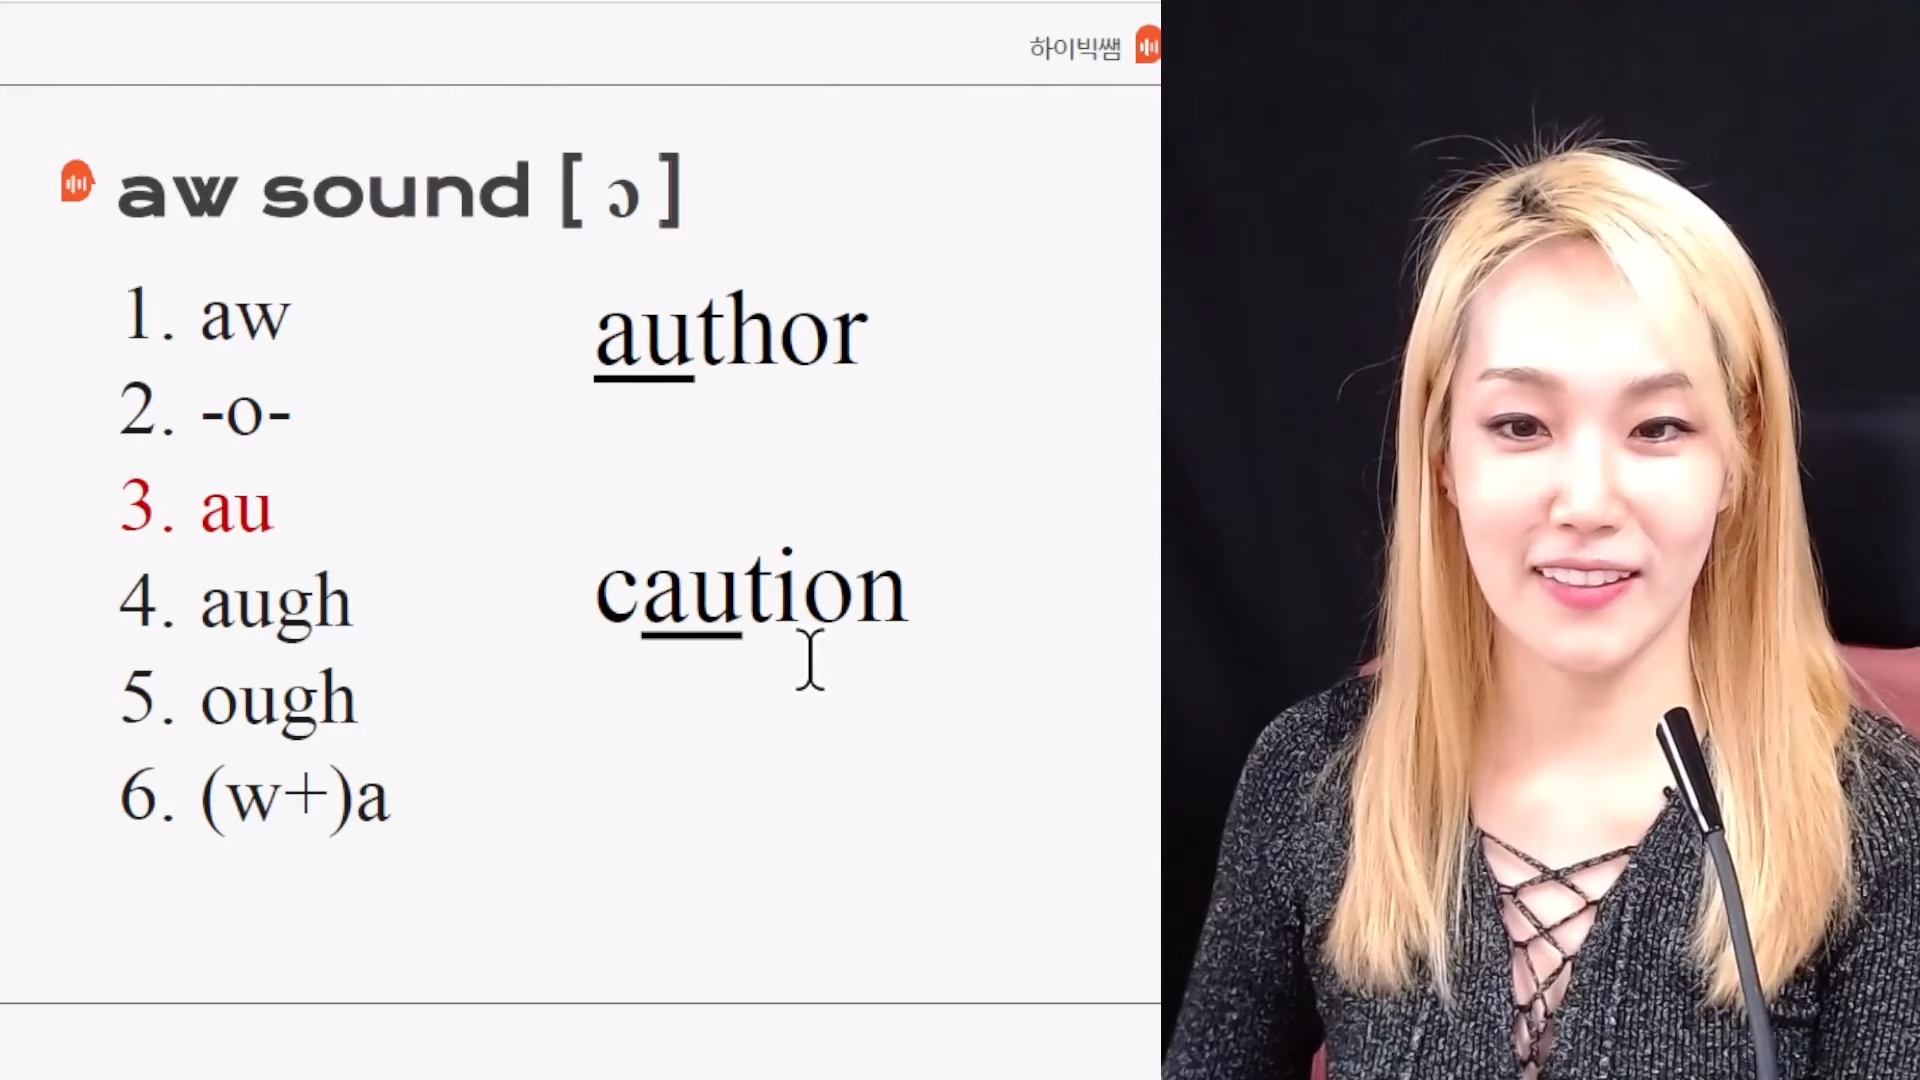 하이빅쌤
aw sound [ ɔ ]
1. aw
2. -o-
3. au
4. augh
5. ough
6. (w+)a
author
caution